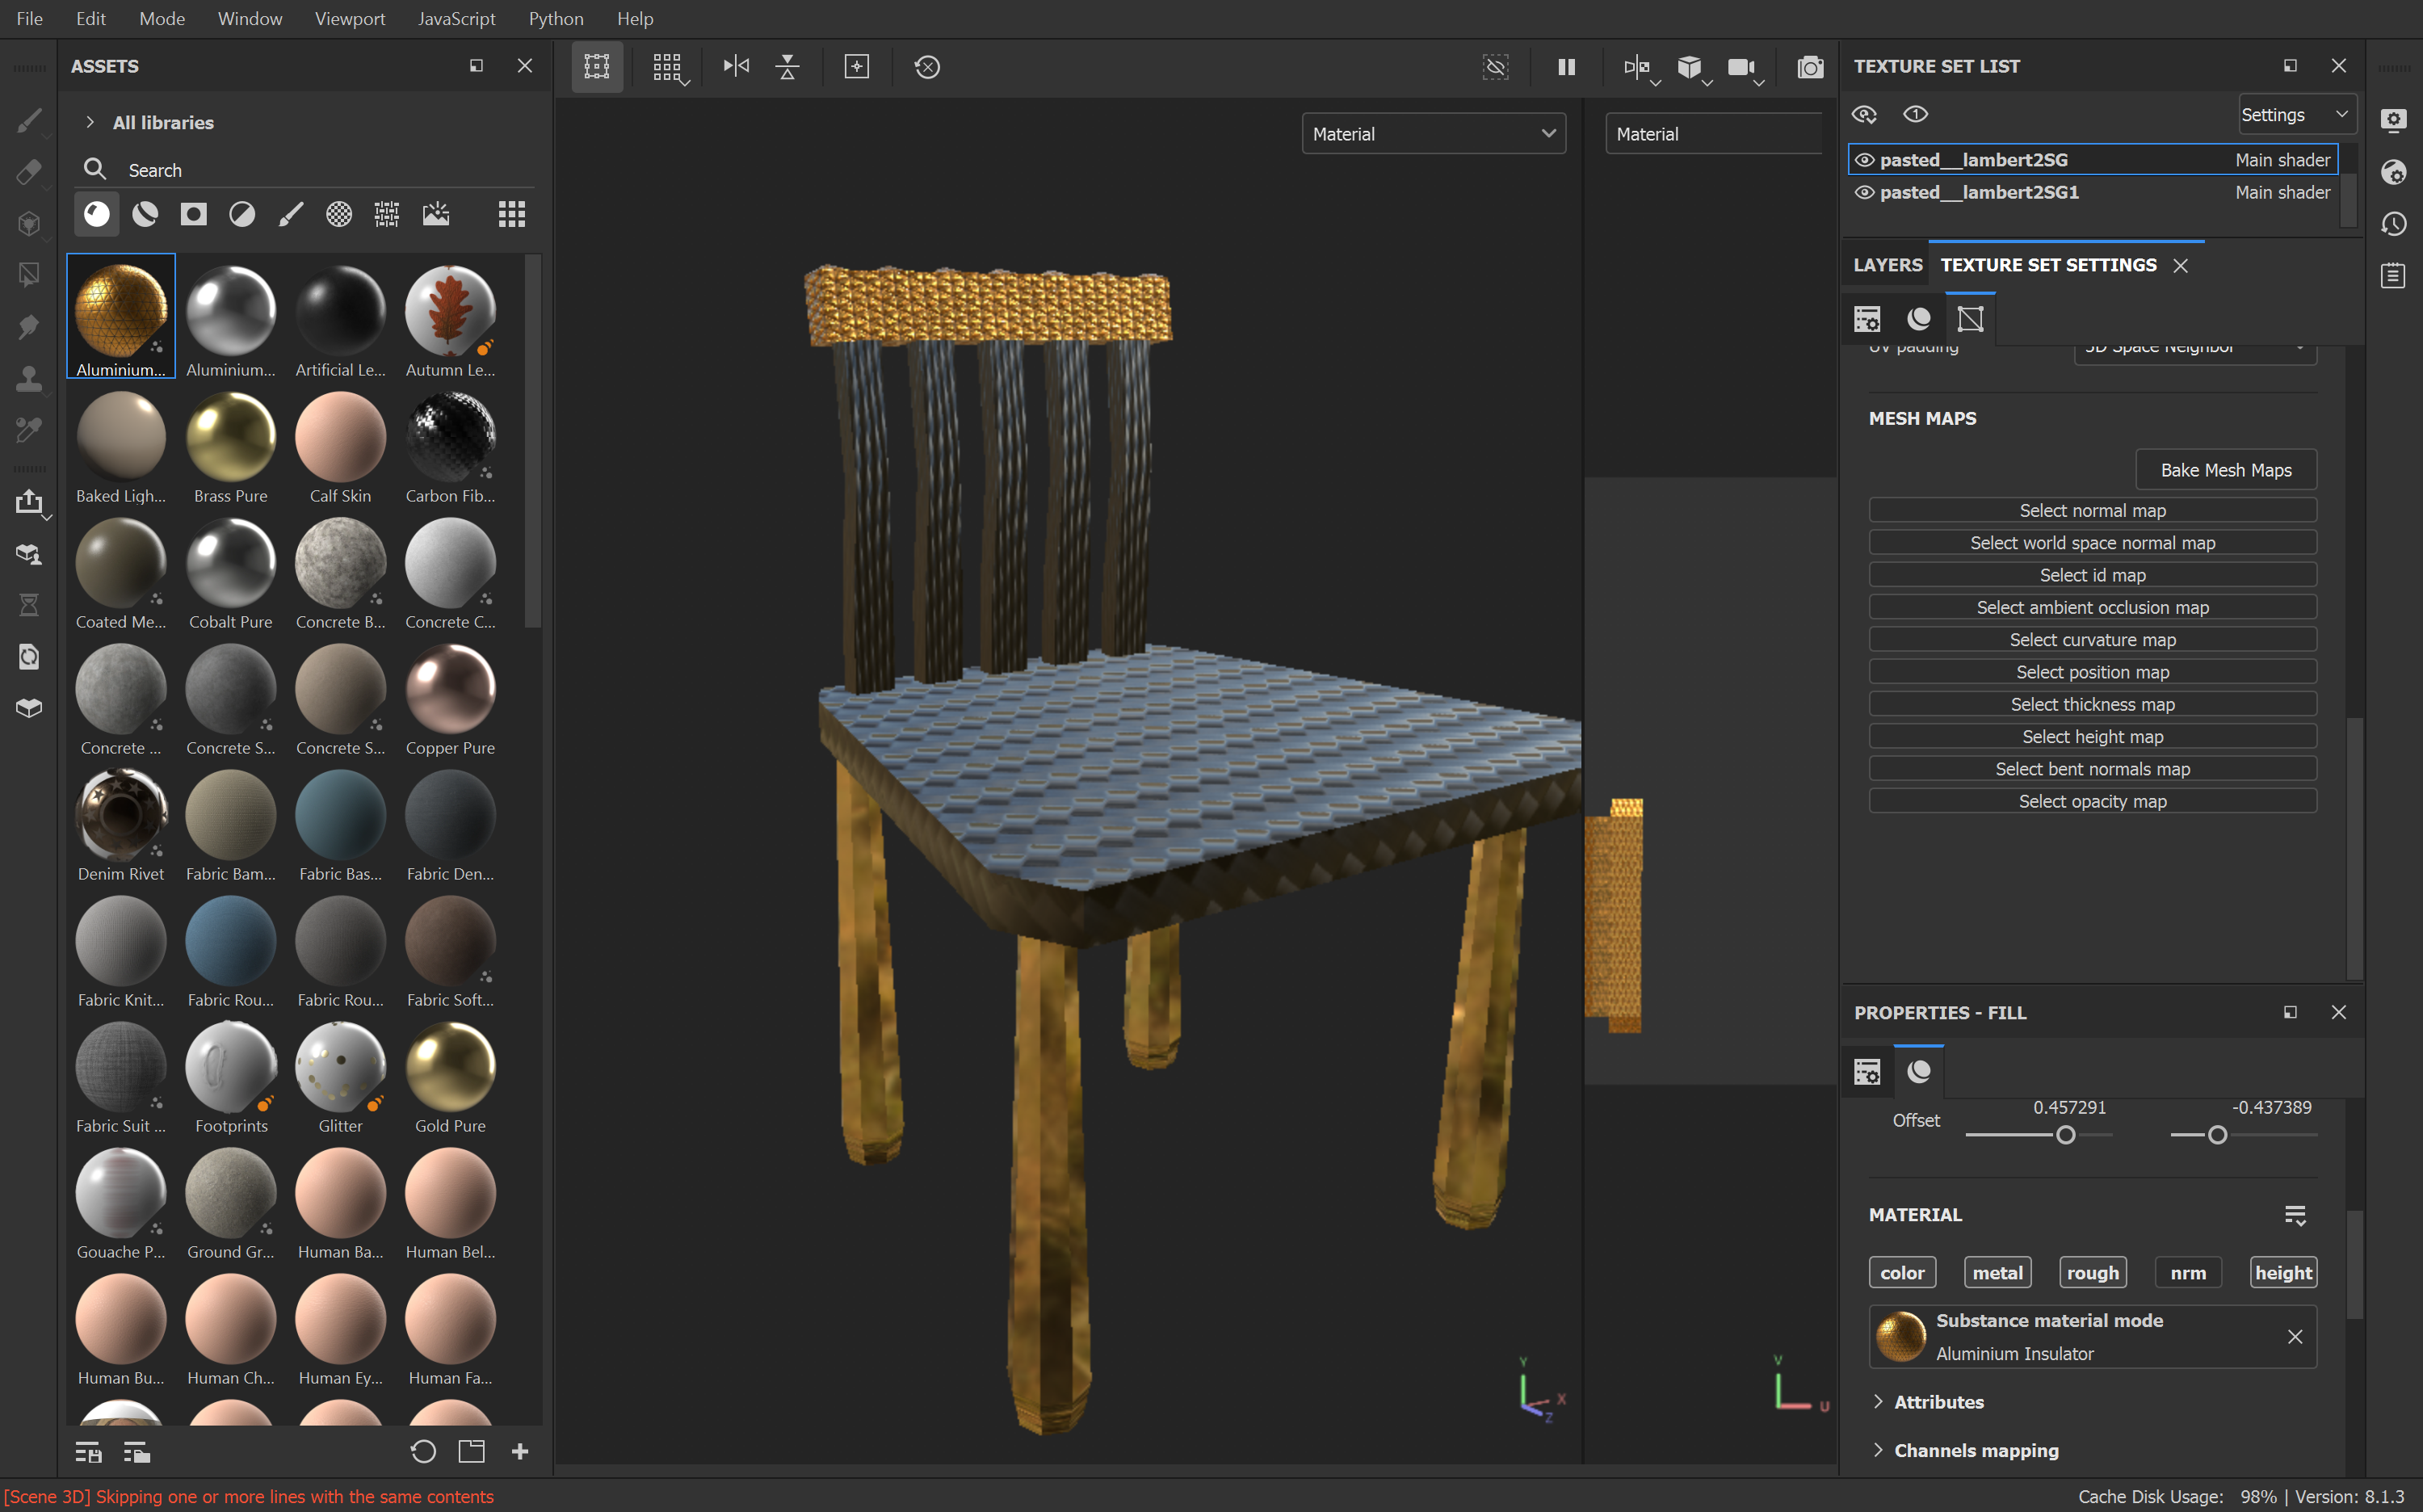 File Edit Mode Window Viewport JavaScript Python Help
ASSETS
All libraries
Search
Aluminium... Aluminium... Artificial Le... Autumn Le...
Baked Ligh... Brass Pure Calf Skin Carbon Fib...
Coated Me... Cobalt Pure Concrete B... Concrete C...
Concrete ... Concrete S... Concrete S... Copper Pure
Denim Rivet Fabric Bam... Fabric Bas... Fabric Den...
Fabric Knit... Fabric Rou... Fabric Rou... Fabric Soft...
Fabric Suit ... Footprints Glitter Gold Pure
Gouache P... Ground Gr... Human Ba... Human Bel...
Human Bu... Human Ch... Human Ey... Human Fa...
Material
Material
Y
X
Z
V
U
TEXTURE SET LIST
1
Settings
pasted__lambert2SG Main shader
pasted__lambert2SG1 Main shader
LAYERS TEXTURE SET SETTINGS
UV padding 3D Space Neighbor
MESH MAPS
Bake Mesh Maps
Select normal map
Select world space normal map
Select id map
Select ambient occlusion map
Select curvature map
Select position map
Select thickness map
Select height map
Select bent normals map
Select opacity map
PROPERTIES - FILL
0.457291 -0.437389
Offset
MATERIAL
color metal rough nrm height
Substance material mode
Aluminium Insulator
Attributes
Channels mapping
[Scene 3D] Skipping one or more lines with the same contents
Cache Disk Usage: 98% | Version: 8.1.3